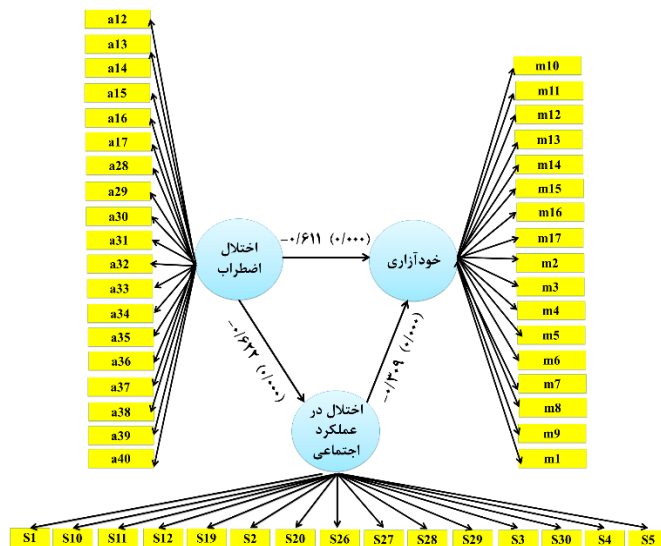 a12
a13
a14
a15
a16
a17
a28
a29
a30
a31
a32
a33
a34
a35
a36
a37
a38
a39
a40
m10
m11
m12
m13
m14
m15
m16
m17
m2
m3
m4
m5
m6
m7
m8
m9
m1
اختلال
اضطراب
−۰/۶۱۱ (۰/۰۰۰)
خودآزاری
−۰/۶۲۲ (۰/۰۰۰)
−۰/۳۰۹ (۰/۰۰۰)
اختلال در
عملکرد
اجتماعی
S1 S10 S11 S12 S19 S2 S20 S26 S27 S28 S29 S3 S30 S4 S5